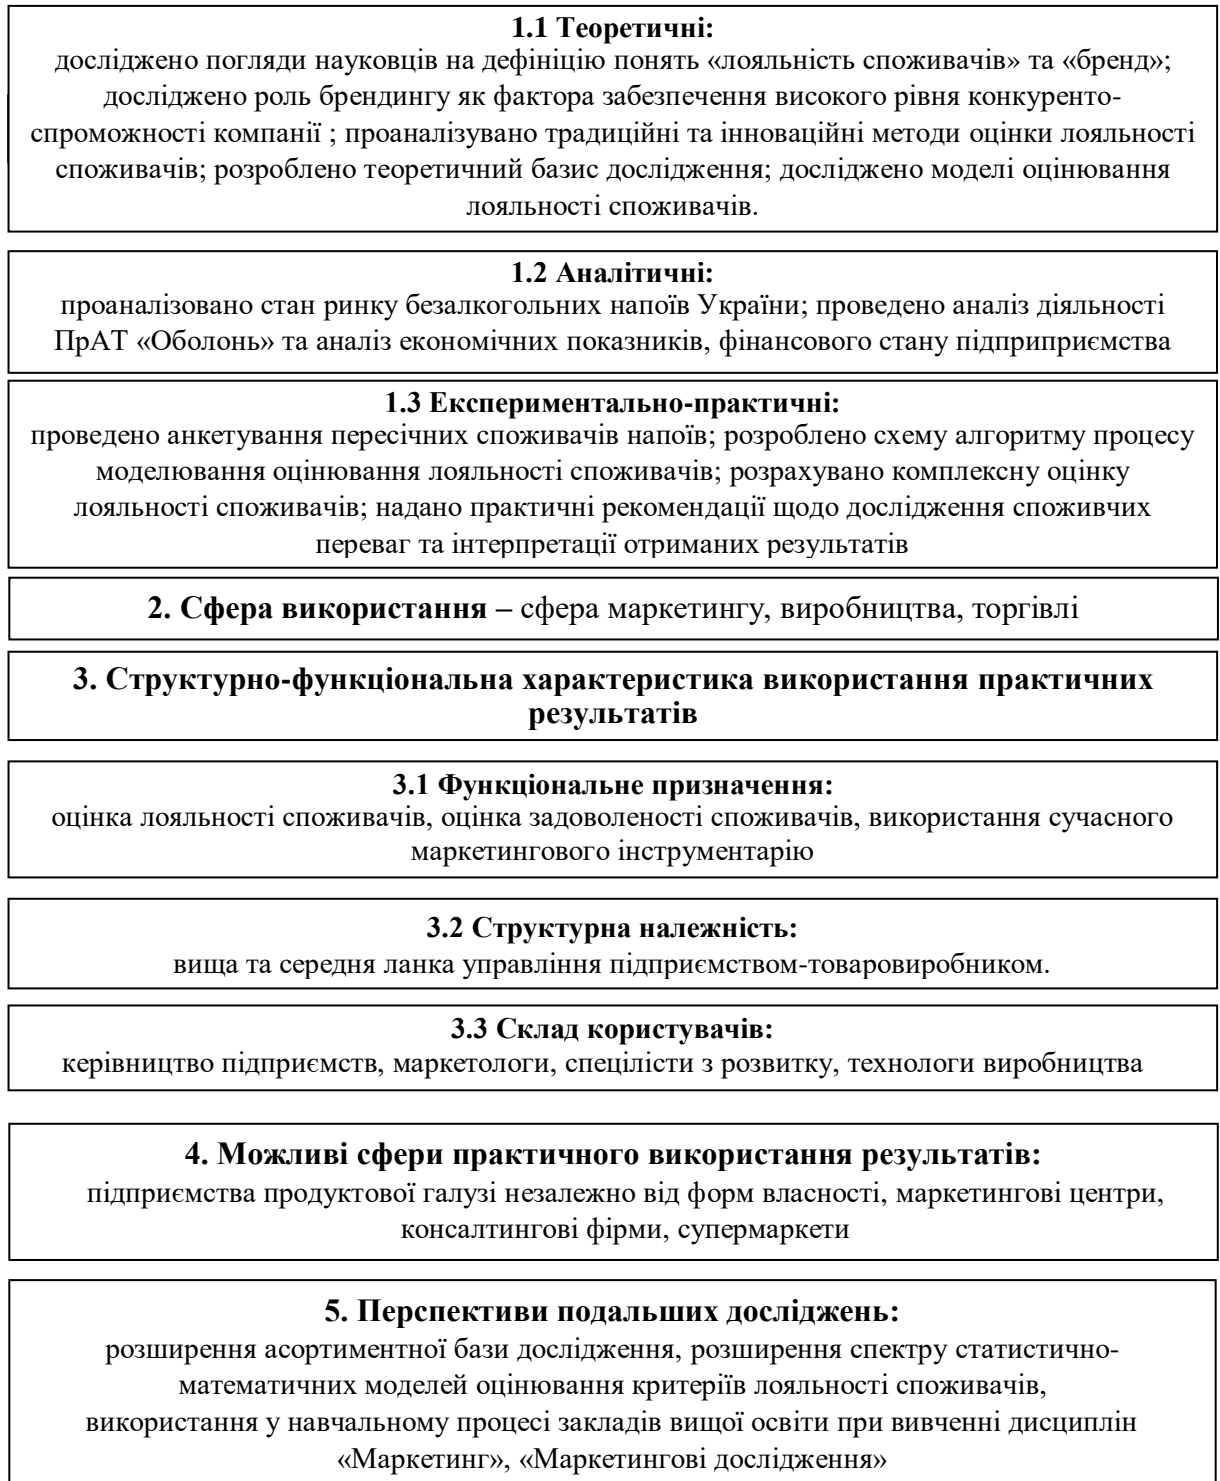 1.1 Теоретичні:
досліджено погляди науковців на дефініцію понять «лояльність споживачів» та «бренд»;
досліджено роль брендингу як фактора забезпечення високого рівня конкуренто-
спроможності компанії ; проаналізувано традиційні та інноваційні методи оцінки лояльності
споживачів; розроблено теоретичний базис дослідження; досліджено моделі оцінювання
лояльності споживачів.
1.2 Аналітичні:
проаналізовано стан ринку безалкогольних напоїв України; проведено аналіз діяльності
ПрАТ «Оболонь» та аналіз економічних показників, фінансового стану підприприємства
1.3 Експериментально-практичні:
проведено анкетування пересічних споживачів напоїв; розроблено схему алгоритму процесу
моделювання оцінювання лояльності споживачів; розрахувано комплексну оцінку
лояльності споживачів; надано практичні рекомендації щодо дослідження споживчих
переваг та інтерпретації отриманих результатів
2. Сфера використання – сфера маркетингу, виробництва, торгівлі
3. Структурно-функціональна характеристика використання практичних
результатів
3.1 Функціональне призначення:
оцінка лояльності споживачів, оцінка задоволеності споживачів, використання сучасного
маркетингового інструментарію
3.2 Структурна належність:
вища та середня ланка управління підприємством-товаровиробником.
3.3 Склад користувачів:
керівництво підприємств, маркетологи, спецілісти з розвитку, технологи виробництва
4. Можливі сфери практичного використання результатів:
підприємства продуктової галузі незалежно від форм власності, маркетингові центри,
консалтингові фірми, супермаркети
5. Перспективи подальших досліджень:
розширення асортиментної бази дослідження, розширення спектру статистично-
математичних моделей оцінювання критеріїв лояльності споживачів,
використання у навчальному процесі закладів вищої освіти при вивченні дисциплін
«Маркетинг», «Маркетингові дослідження»